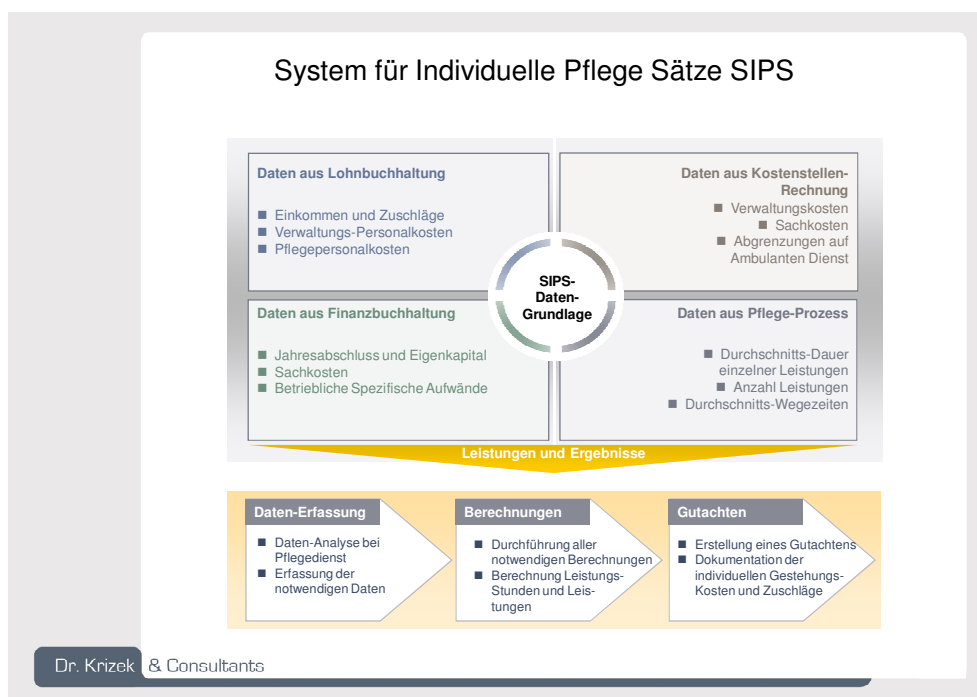 System für Individuelle Pflege Sätze SIPS
Daten aus Lohnbuchhaltung
Einkommen und Zuschläge
Verwaltungs-Personalkosten
Pflegepersonalkosten
Daten aus Kostenstellen-
Rechnung
Verwaltungskosten
Sachkosten
Abgrenzungen auf
Ambulanten Dienst
SIPS-
Daten-
Grundlage
Daten aus Finanzbuchhaltung
Jahresabschluss und Eigenkapital
Sachkosten
Betriebliche Spezifische Aufwände
Daten aus Pflege-Prozess
Durchschnitts-Dauer
einzelner Leistungen
Anzahl Leistungen
Durchschnitts-Wegezeiten
Leistungen und Ergebnisse
Daten-Erfassung
Daten-Analyse bei
Pflegedienst
Erfassung der
notwendigen Daten
Berechnungen
Durchführung aller
notwendigen Berechnungen
Berechnung Leistungs-
Stunden und Leis-
tungen
Gutachten
Erstellung eines Gutachtens
Dokumentation der
individuellen Gestehungs-
Kosten und Zuschläge
Dr. Krizek & Consultants